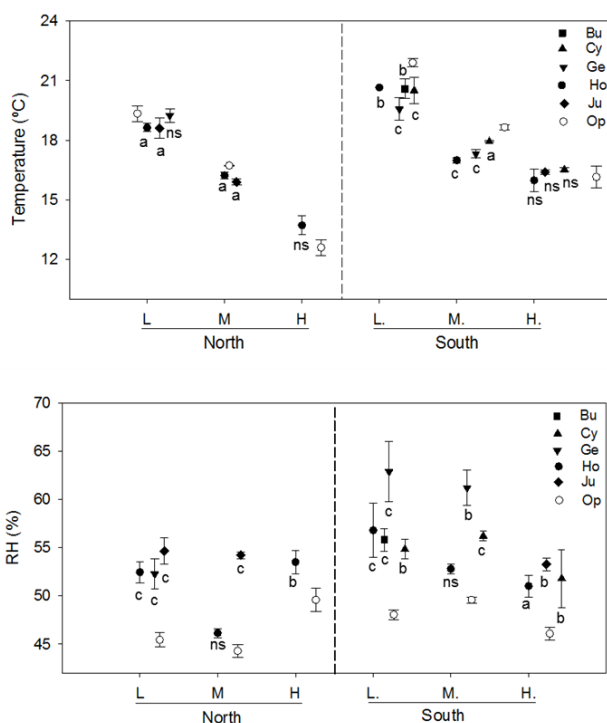 24
21
18
15
12
Temperature (ºC)
Bu
Cy
Ge
Ho
Ju
Op
a
a
ns
a
a
ns
b
b
c
c
c
c
a
ns
ns
ns
L
M
H
L.
M.
H.
North
South
70
65
60
55
50
45
RH (%)
Bu
Cy
Ge
Ho
Ju
Op
c
c
c
ns
c
b
c
c
c
b
ns
b
c
a
b
b
L
M
H
L.
M.
H.
North
South